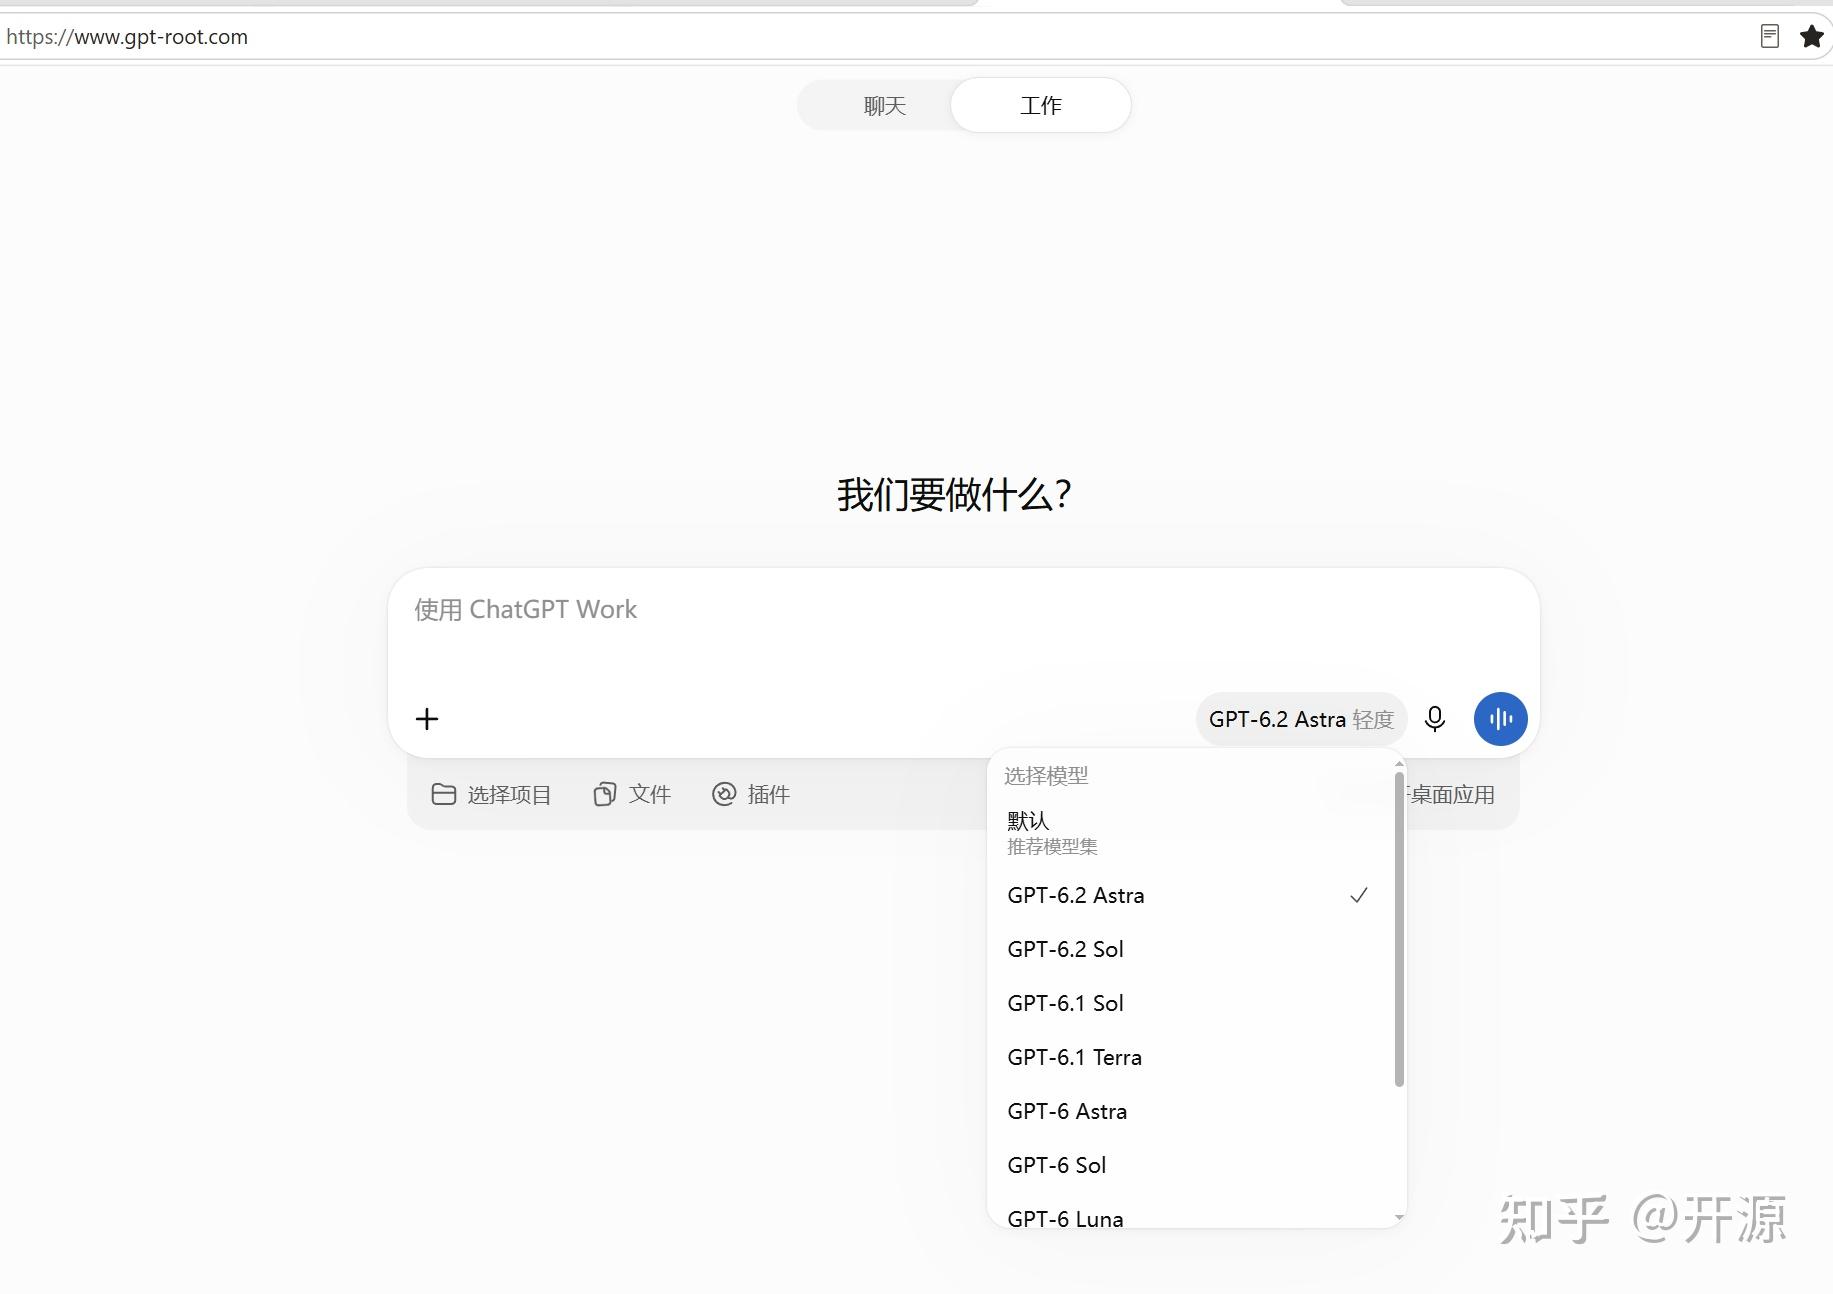 https://www.gpt-root.com
聊天
工作
我们要做什么？
使用 ChatGPT Work
GPT-6.2 Astra 轻度
选择项目
文件
插件
桌面应用
选择模型
默认
推荐模型集
GPT-6.2 Astra
GPT-6.2 Sol
GPT-6.1 Sol
GPT-6.1 Terra
GPT-6 Astra
GPT-6 Sol
GPT-6 Luna
知乎 @开源